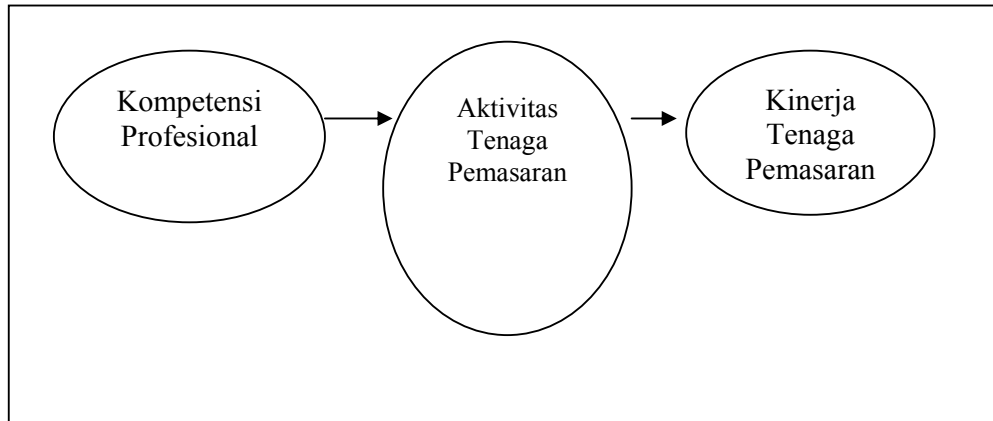 Kompetensi
Profesional
Aktivitas
Tenaga
Pemasaran
Kinerja
Tenaga
Pemasaran